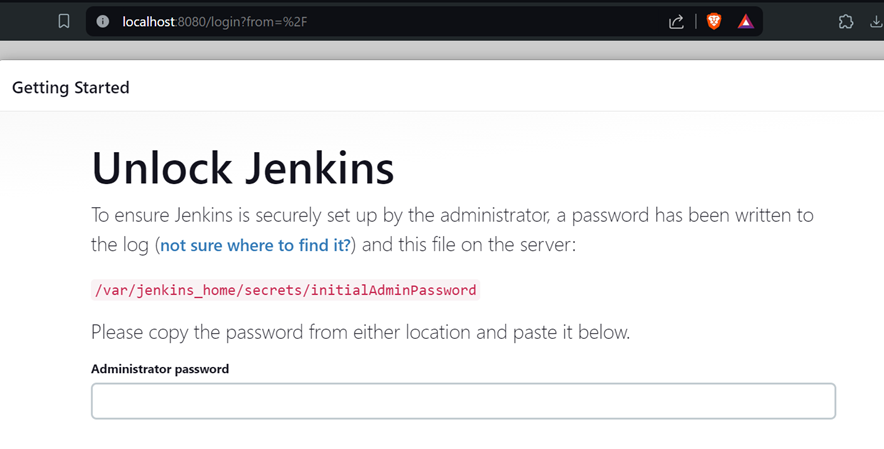 localhost:8080/login?from=%2F
Getting Started
Unlock Jenkins
To ensure Jenkins is securely set up by the administrator, a password has been written to
the log (not sure where to find it?) and this file on the server:
/var/jenkins_home/secrets/initialAdminPassword
Please copy the password from either location and paste it below.
Administrator password